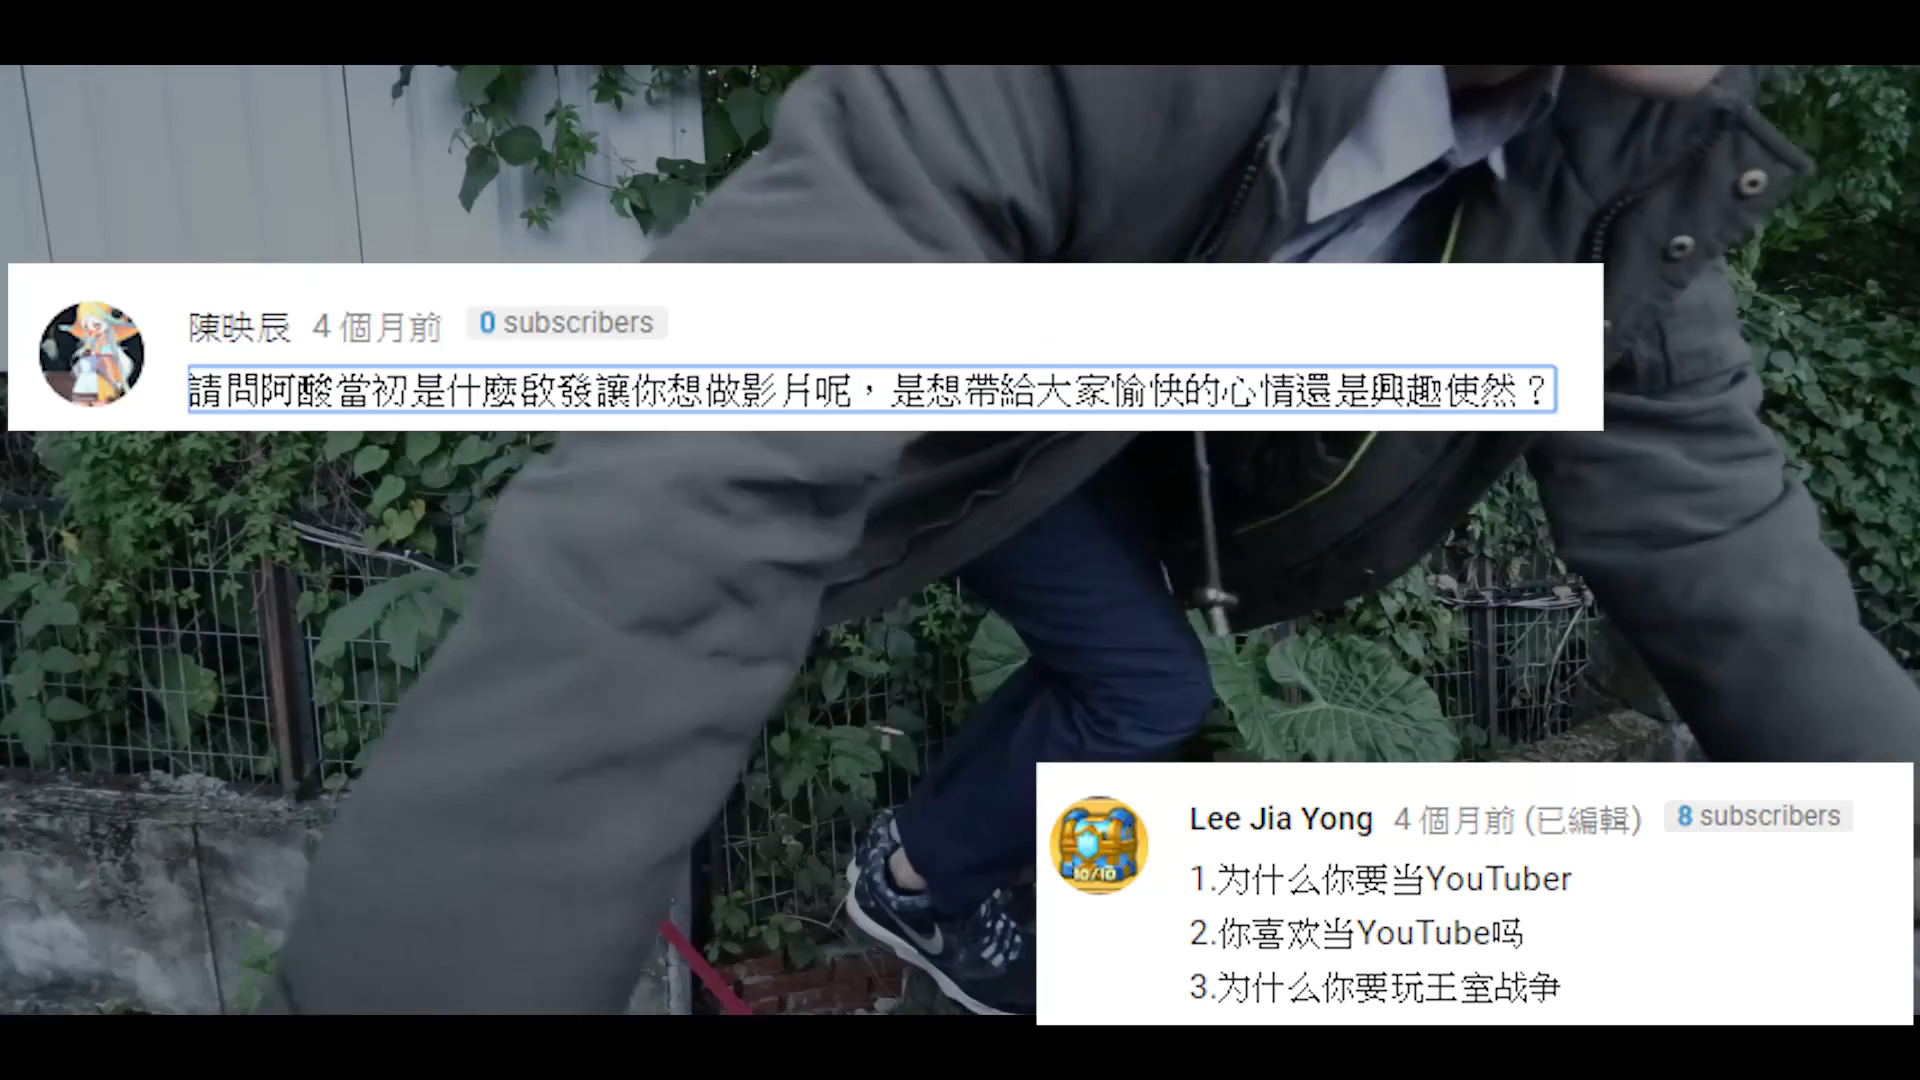 陳映辰 4 個月前 0 subscribers
請問阿酸當初是什麼啟發讓你想做影片呢，是想帶給大家愉快的心情還是興趣使然？
Lee Jia Yong 4 個月前 (已編輯) 8 subscribers
10/10
1.为什么你要当YouTuber
2.你喜欢当YouTube吗
3.为什么你要玩王室战争